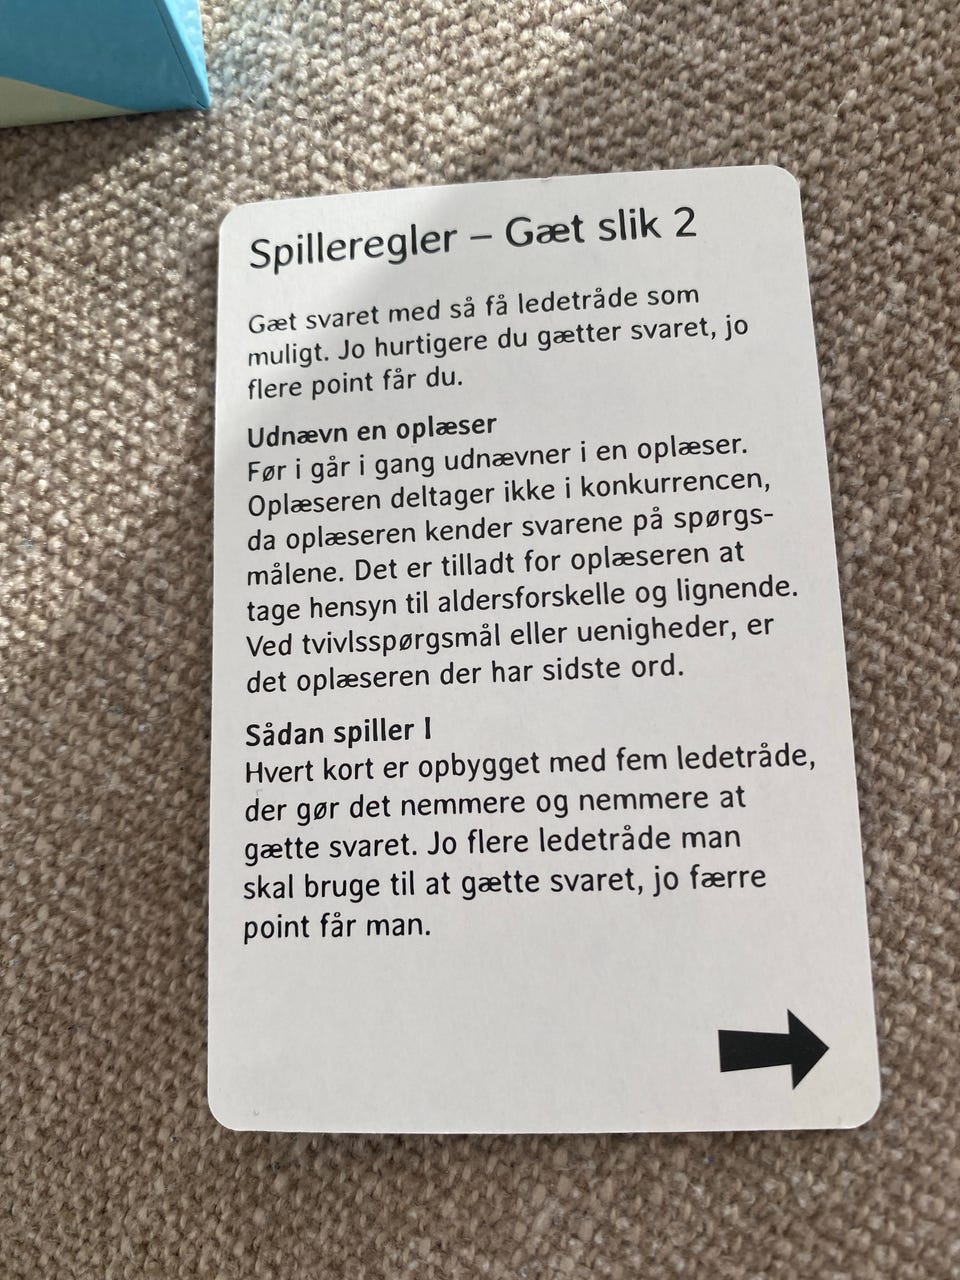 Spilleregler – Gæt slik 2
Gæt svaret med så få ledetråde som
muligt. Jo hurtigere du gætter svaret, jo
flere point får du.
Udnævn en oplæser
Før i går i gang udnævner i en oplæser.
Oplæseren deltager ikke i konkurrencen,
da oplæseren kender svarene på spørgs-
målene. Det er tilladt for oplæseren at
tage hensyn til aldersforskelle og lignende.
Ved tvivlsspørgsmål eller uenigheder, er
det oplæseren der har sidste ord.
Sådan spiller I
Hvert kort er opbygget med fem ledetråde,
der gør det nemmere og nemmere at
gætte svaret. Jo flere ledetråde man
skal bruge til at gætte svaret, jo færre
point får man.